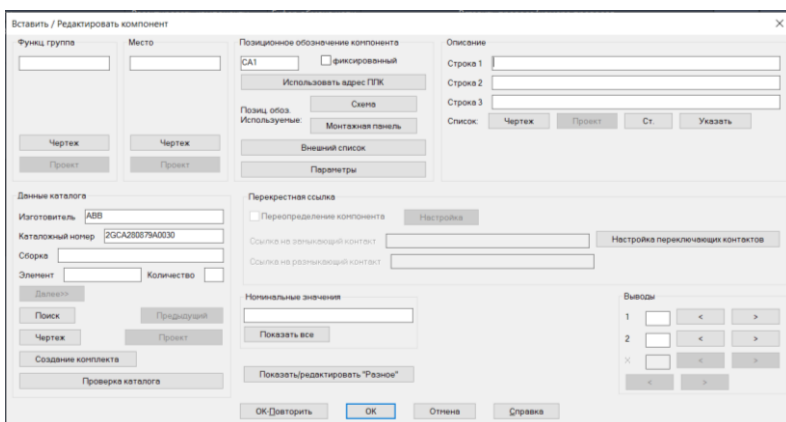 Вставить / Редактировать компонент
Функц. группа
Место
Чертеж
Проект
Чертеж
Проект
Позиционное обозначение компонента
CA1
фиксированный
Использовать адрес ППК
Позиц. обоз.
Используемые:
Схема
Монтажная панель
Внешний список
Параметры
Описание
Строка 1
Строка 2
Строка 3
Список:
Чертеж
Проект
Ст.
Указать
Данные каталога
Изготовитель ABB
Каталожный номер 2GCA280879A0030
Сборка
Элемент
Количество
Далее>>
Поиск
Предыдущий
Чертеж
Проект
Создание комплекта
Проверка каталога
Перекрестная ссылка
Переопределение компонента
Настройка
Ссылка на замыкающий контакт
Ссылка на размыкающий контакт
Настройка переключающих контактов
Номинальные значения
Показать все
Показать/редактировать "Разное"
Выводы
1 < >
2 < >
X < >
< >
ОК-Повторить
ОК
Отмена
Справка